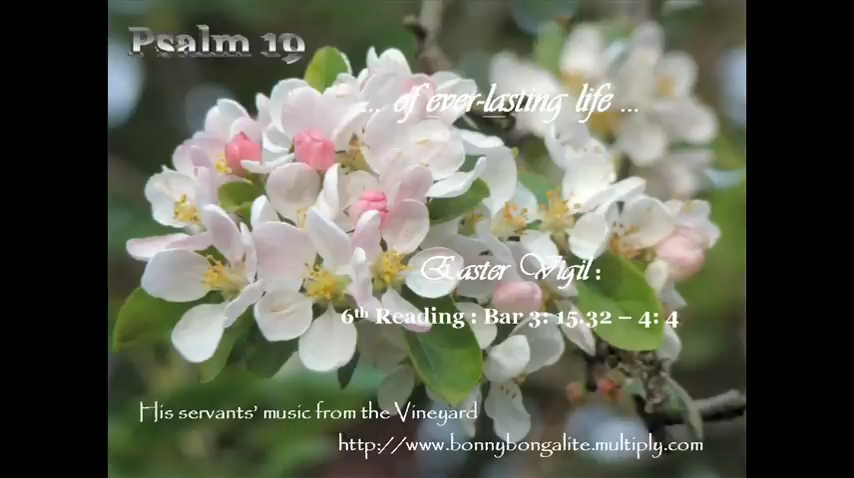 Psalm 19
... of ever-lasting life ...
Easter Vigil :
6th Reading : Bar 3: 15.32 – 4: 4
His servants’ music from the Vineyard
http://www.bonnybongalite.multiply.com